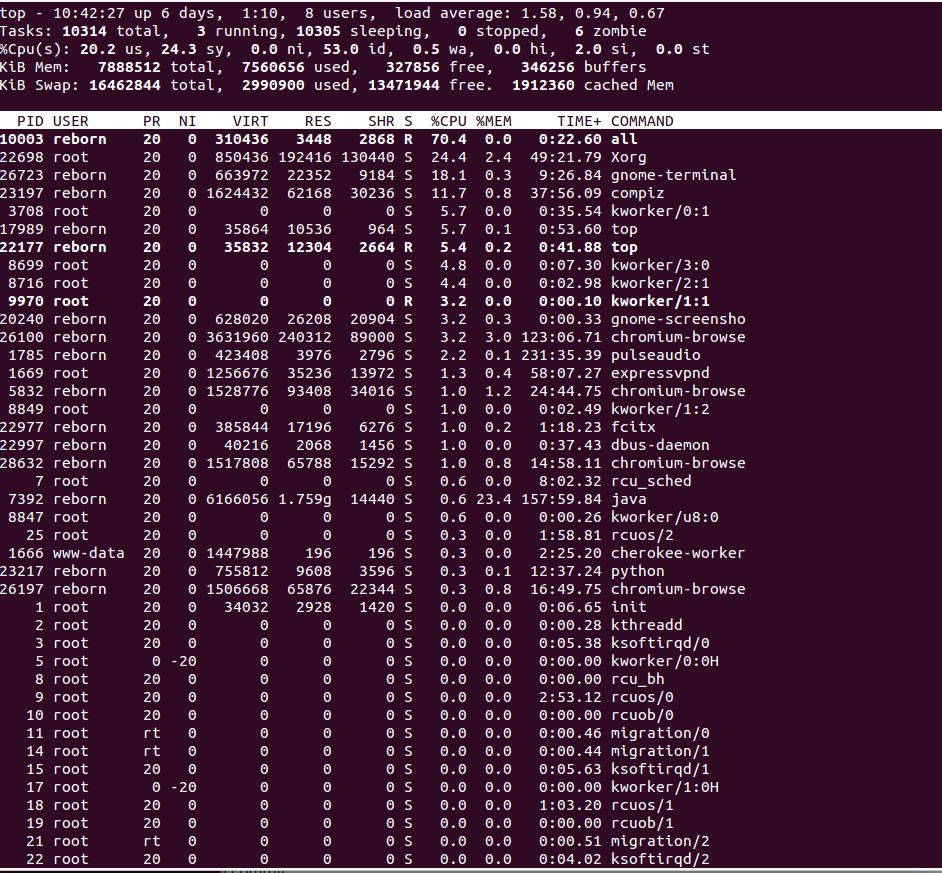 top - 10:42:27 up 6 days,  1:10,  8 users,  load average: 1.58, 0.94, 0.67
Tasks: 10314 total,   3 running, 10305 sleeping,   0 stopped,   6 zombie
%Cpu(s): 20.2 us, 24.3 sy,  0.0 ni, 53.0 id,  0.5 wa,  0.0 hi,  2.0 si,  0.0 st
KiB Mem:   7888512 total,  7560656 used,   327856 free,   346256 buffers
KiB Swap: 16462844 total,  2990900 used, 13471944 free.  1912360 cached Mem
PID USER PR NI VIRT RES SHR S %CPU %MEM TIME+ COMMAND
10003 reborn 20 0 310436 3448 2868 R 70.4 0.0 0:22.60 all
22698 root 20 0 850436 192416 130440 S 24.4 2.4 49:21.79 Xorg
26723 reborn 20 0 663972 22352 9184 S 18.1 0.3 9:26.84 gnome-terminal
23197 reborn 20 0 1624432 62168 30236 S 11.7 0.8 37:56.09 compiz
3708 root 20 0 0 0 0 S 5.7 0.0 0:35.54 kworker/0:1
17989 reborn 20 0 35864 10536 964 S 5.7 0.1 0:53.60 top
22177 reborn 20 0 35832 12304 2664 R 5.4 0.2 0:41.88 top
8699 root 20 0 0 0 0 S 4.8 0.0 0:07.30 kworker/3:0
8716 root 20 0 0 0 0 S 4.4 0.0 0:02.98 kworker/2:1
9970 root 20 0 0 0 0 R 3.2 0.0 0:00.10 kworker/1:1
20240 reborn 20 0 628020 26208 20904 S 3.2 0.3 0:00.33 gnome-screensho
26100 reborn 20 0 3631960 240312 89000 S 3.2 3.0 123:06.71 chromium-browse
1785 reborn 20 0 423408 3976 2796 S 2.2 0.1 231:35.39 pulseaudio
1669 root 20 0 1256676 35236 13972 S 1.3 0.4 58:07.27 expressvpnd
5832 reborn 20 0 1528776 93408 34016 S 1.0 1.2 24:44.75 chromium-browse
8849 root 20 0 0 0 0 S 1.0 0.0 0:02.49 kworker/1:2
22977 reborn 20 0 385844 17196 6276 S 1.0 0.2 1:18.23 fcitx
22997 reborn 20 0 40216 2068 1456 S 1.0 0.0 0:37.43 dbus-daemon
28632 reborn 20 0 1517808 65788 15292 S 1.0 0.8 14:58.11 chromium-browse
7 root 20 0 0 0 0 S 0.6 0.0 8:02.32 rcu_sched
7392 reborn 20 0 6166056 1.759g 14440 S 0.6 23.4 157:59.84 java
8847 root 20 0 0 0 0 S 0.6 0.0 0:00.26 kworker/u8:0
25 root 20 0 0 0 0 S 0.3 0.0 1:58.81 rcuos/2
1666 www-data 20 0 1447988 196 196 S 0.3 0.0 2:25.20 cherokee-worker
23217 reborn 20 0 755812 9608 3596 S 0.3 0.1 12:37.24 python
26197 reborn 20 0 1506668 65876 22344 S 0.3 0.8 16:49.75 chromium-browse
1 root 20 0 34032 2928 1420 S 0.0 0.0 0:06.65 init
2 root 20 0 0 0 0 S 0.0 0.0 0:00.28 kthreadd
3 root 20 0 0 0 0 S 0.0 0.0 0:05.38 ksoftirqd/0
5 root 0 -20 0 0 0 S 0.0 0.0 0:00.00 kworker/0:0H
8 root 20 0 0 0 0 S 0.0 0.0 0:00.00 rcu_bh
9 root 20 0 0 0 0 S 0.0 0.0 2:53.12 rcuos/0
10 root 20 0 0 0 0 S 0.0 0.0 0:00.00 rcuob/0
11 root rt 0 0 0 0 S 0.0 0.0 0:00.46 migration/0
14 root rt 0 0 0 0 S 0.0 0.0 0:00.44 migration/1
15 root 20 0 0 0 0 S 0.0 0.0 0:05.63 ksoftirqd/1
17 root 0 -20 0 0 0 S 0.0 0.0 0:00.00 kworker/1:0H
18 root 20 0 0 0 0 S 0.0 0.0 1:03.20 rcuos/1
19 root 20 0 0 0 0 S 0.0 0.0 0:00.00 rcuob/1
21 root rt 0 0 0 0 S 0.0 0.0 0:00.51 migration/2
22 root 20 0 0 0 0 S 0.0 0.0 0:04.02 ksoftirqd/2